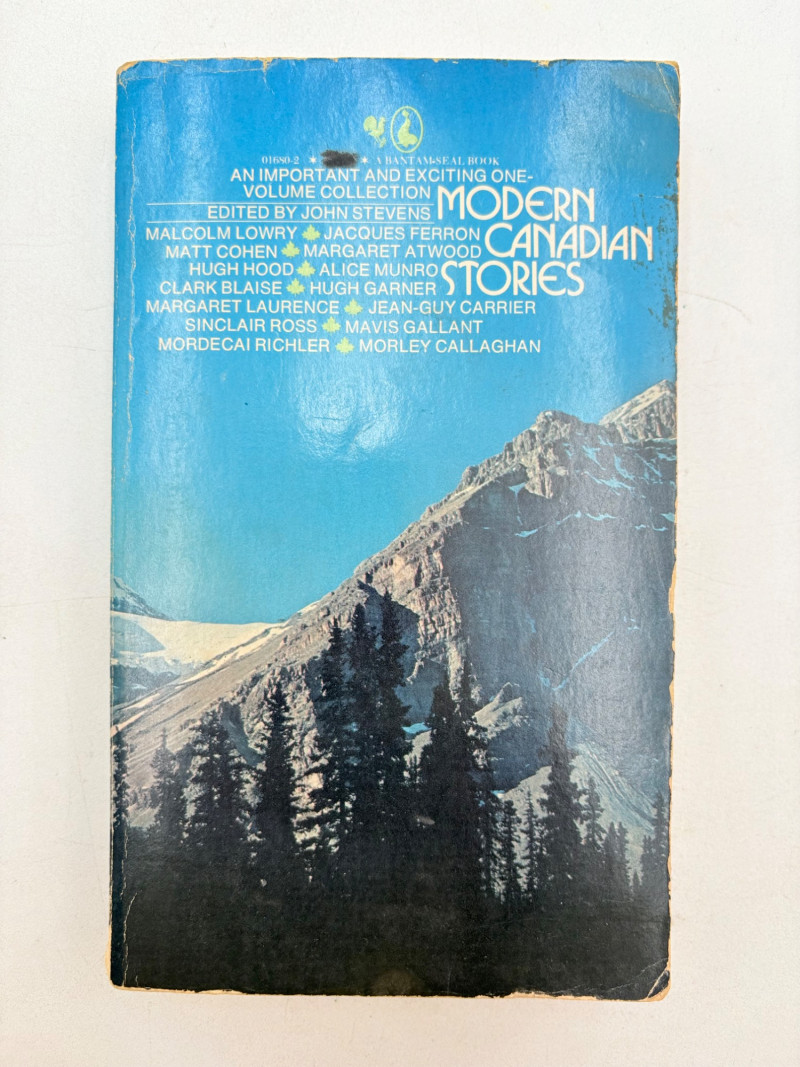 01680-2 * * A BANTAM-SEAL BOOK
AN IMPORTANT AND EXCITING ONE-
VOLUME COLLECTION
EDITED BY JOHN STEVENS
MODERN
CANADIAN
STORIES
MALCOLM LOWRY JACQUES FERRON
MATT COHEN MARGARET ATWOOD
HUGH HOOD ALICE MUNRO
CLARK BLAISE HUGH GARNER
MARGARET LAURENCE JEAN-GUY CARRIER
SINCLAIR ROSS MAVIS GALLANT
MORDECAI RICHLER MORLEY CALLAGHAN